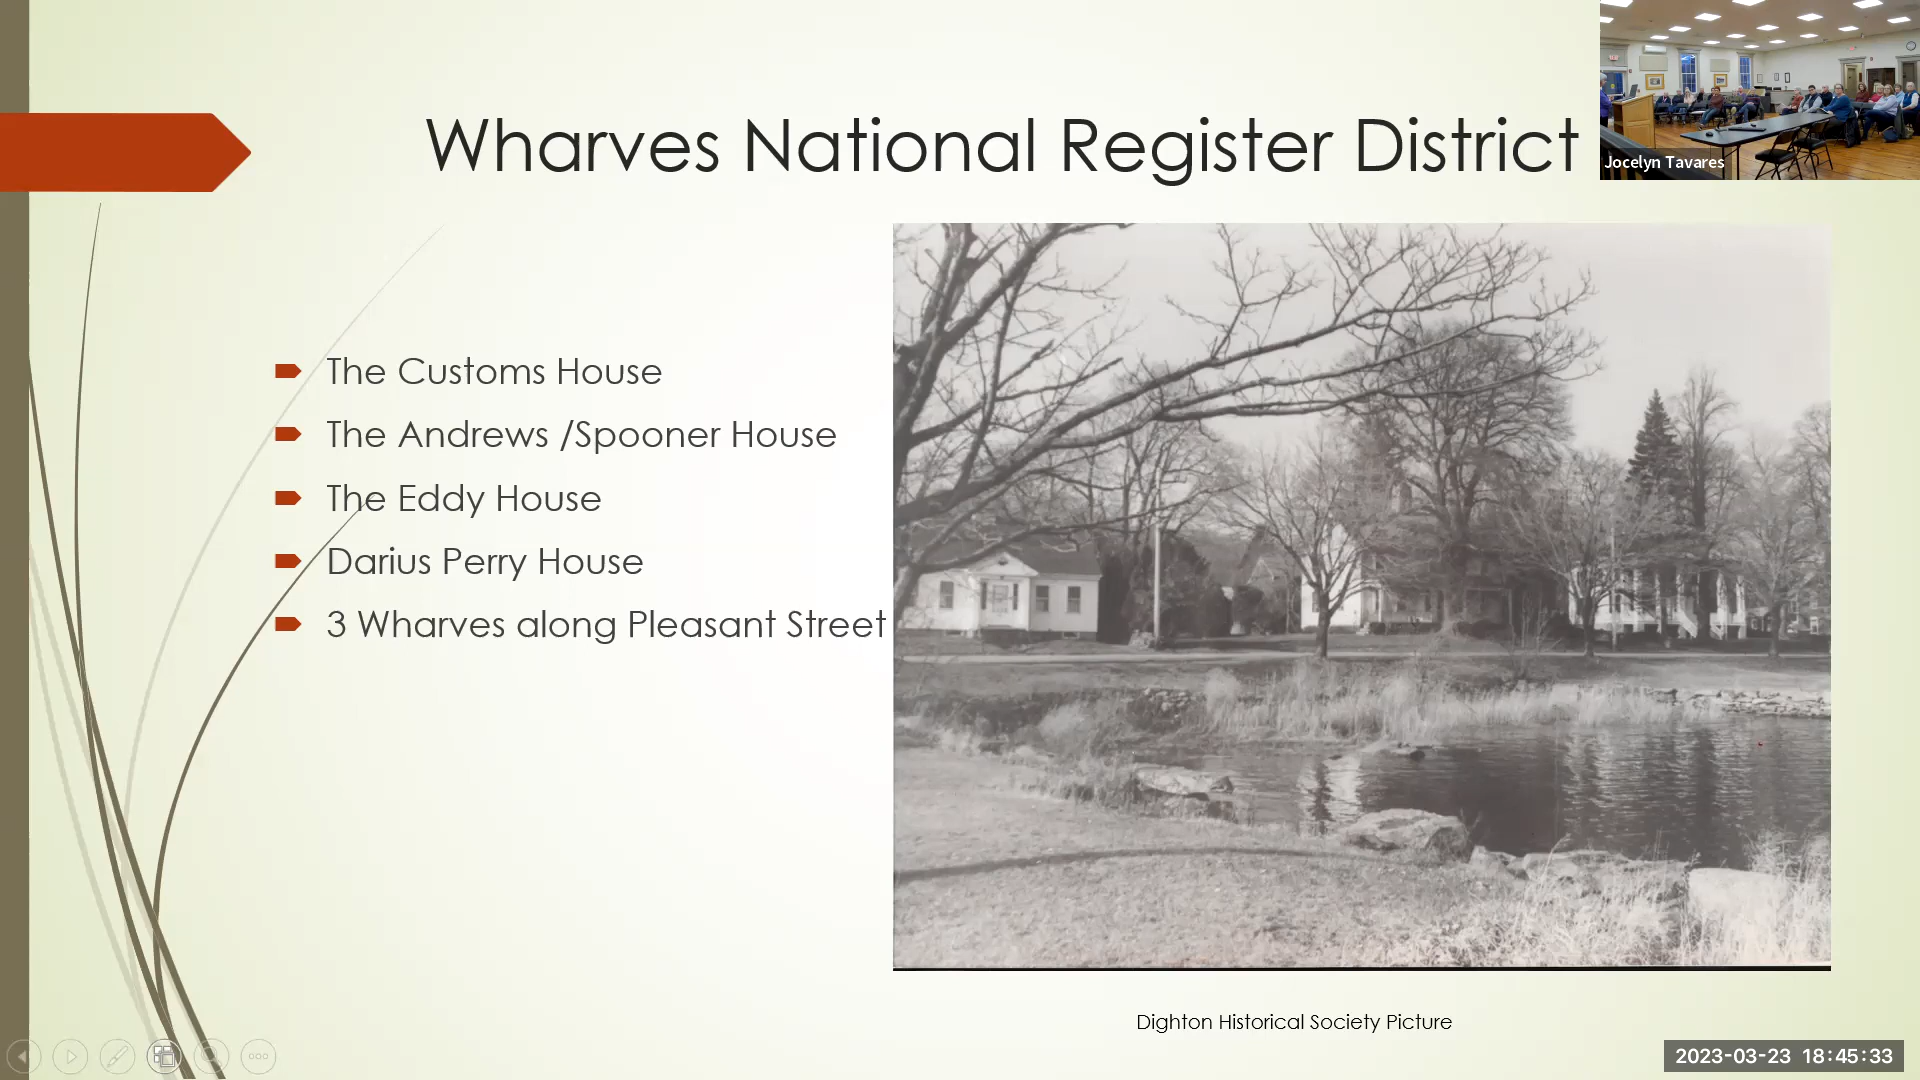 Wharves National Register District
Jocelyn Tavares
The Customs House
The Andrews /Spooner House
The Eddy House
Darius Perry House
3 Wharves along Pleasant Street
Dighton Historical Society Picture
2023-03-23 18:45:33